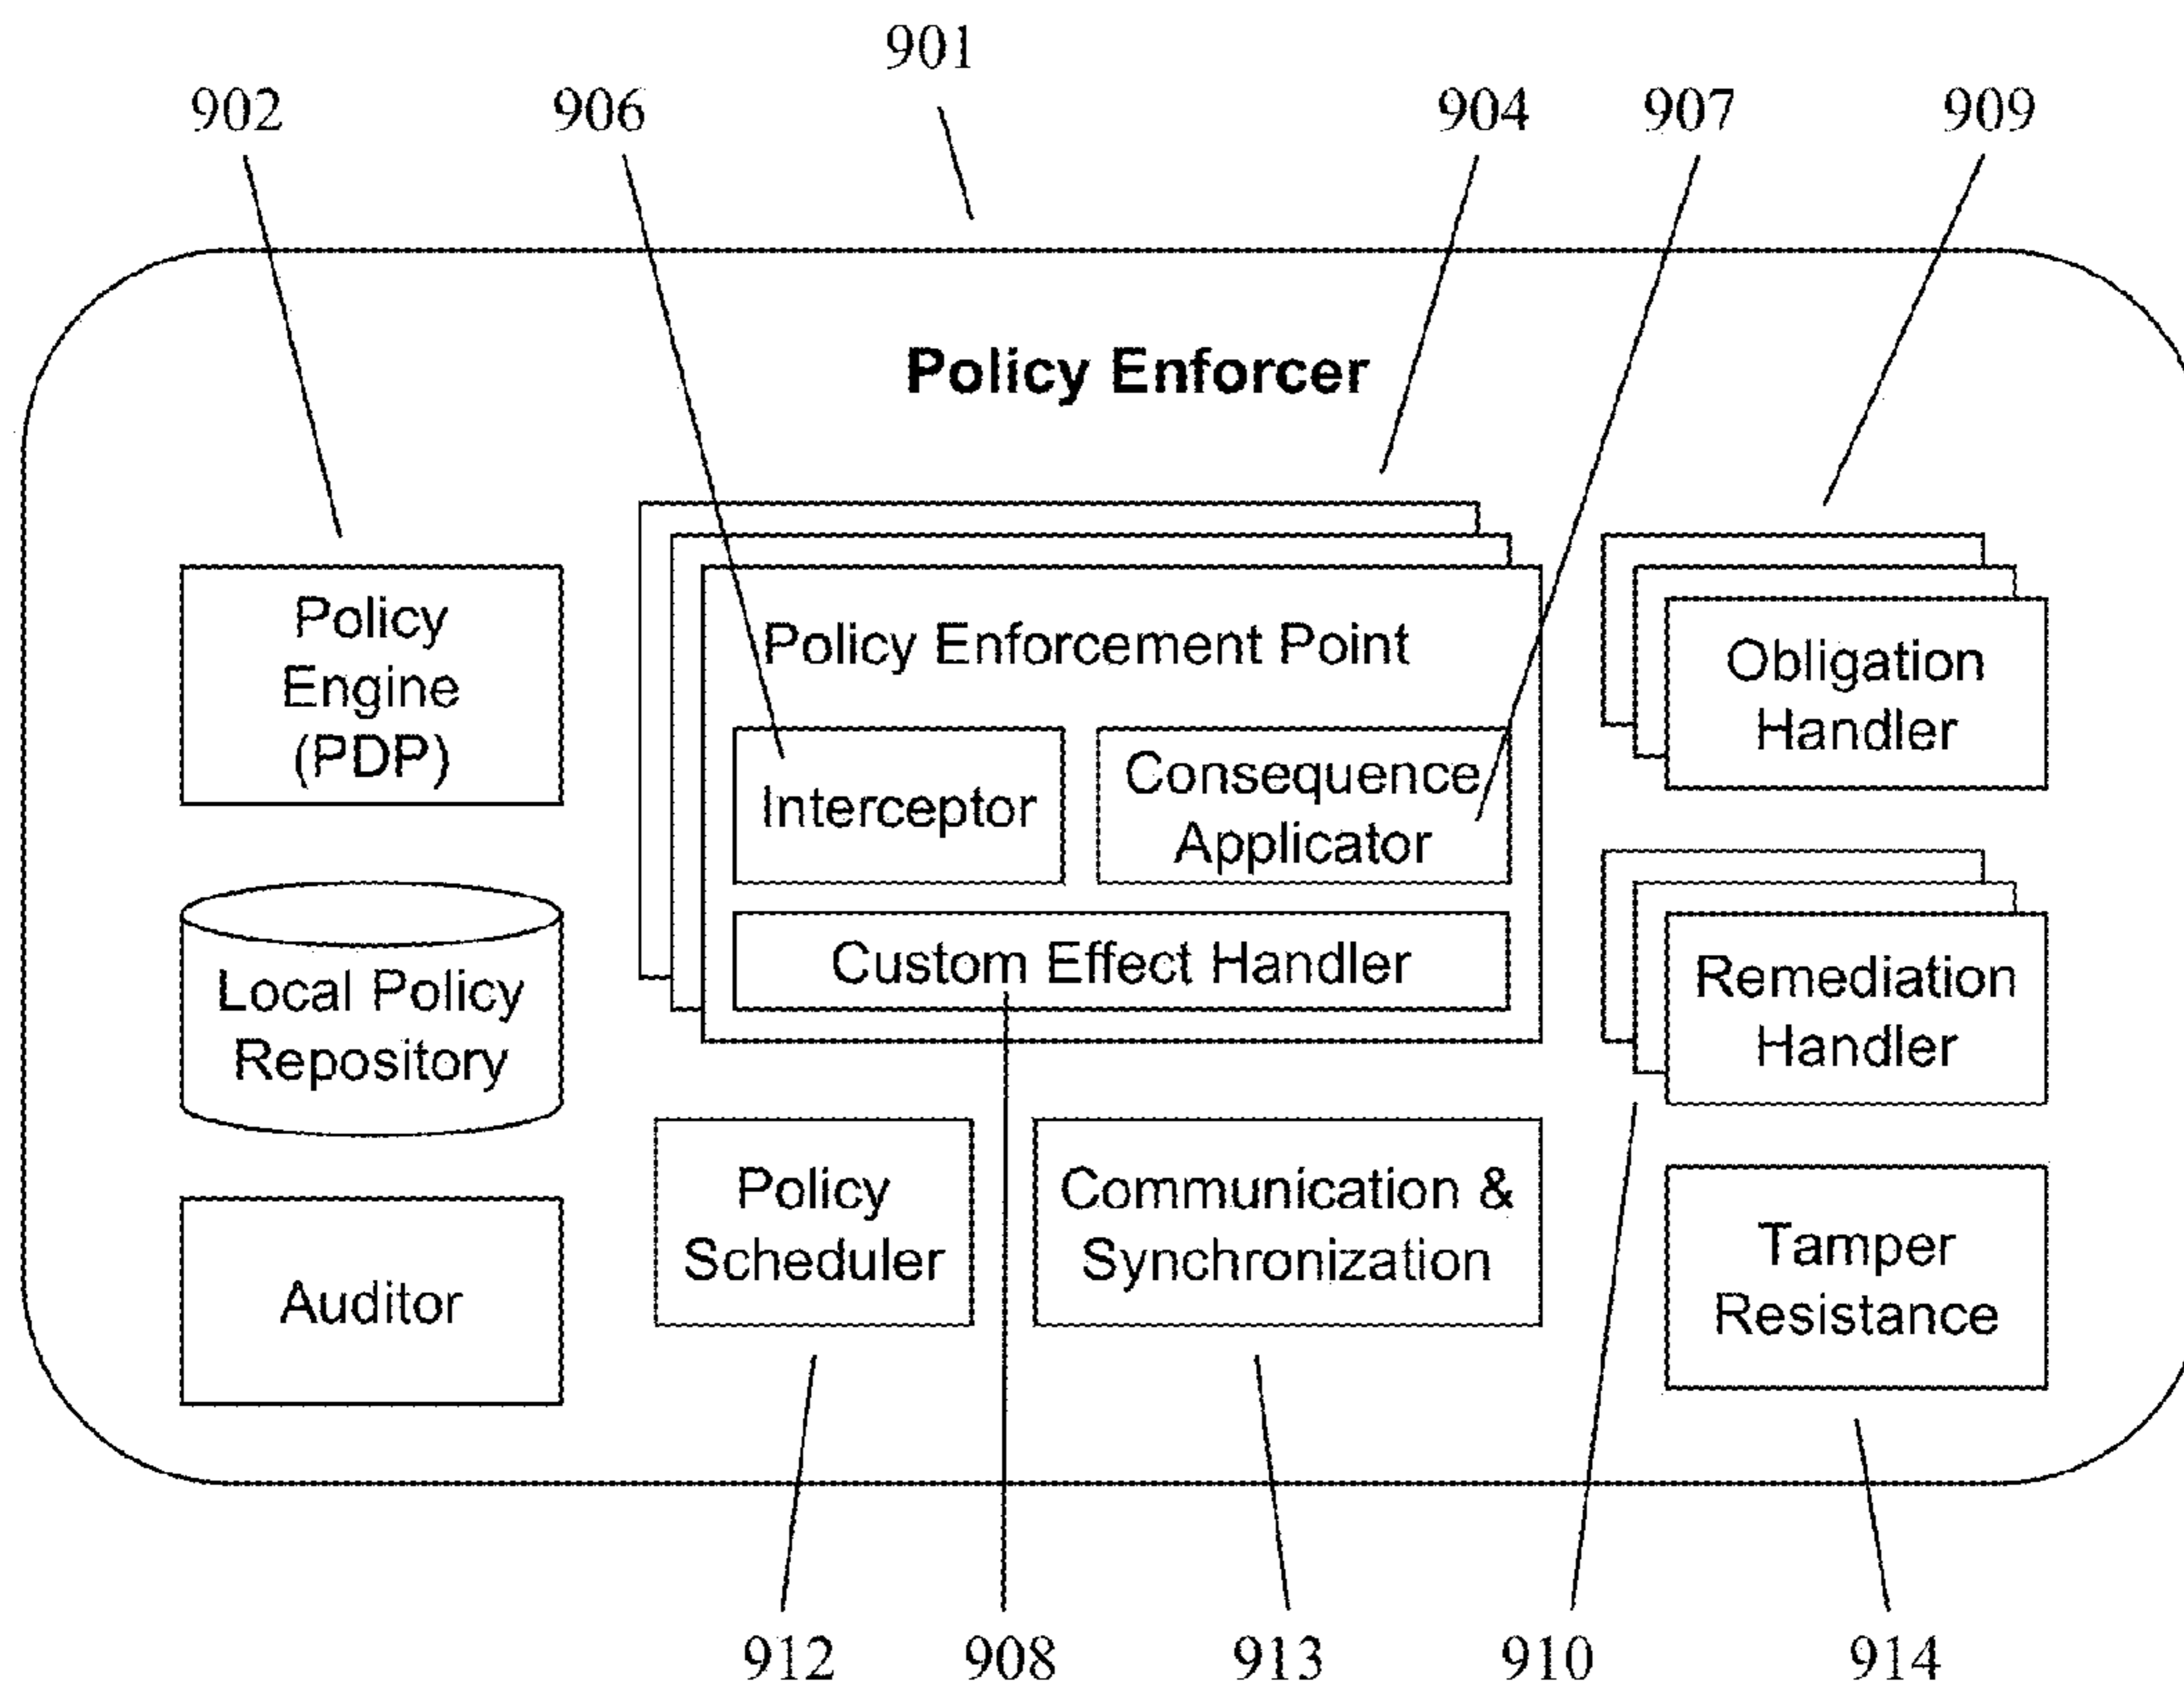 901
902
906
904
907
909
Policy Enforcer
Policy
Engine
(PDP)
Policy Enforcement Point
Interceptor
Consequence
Applicator
Custom Effect Handler
Obligation
Handler
Local Policy
Repository
Remediation
Handler
Auditor
Policy
Scheduler
Communication &
Synchronization
Tamper
Resistance
912
908
913
910
914